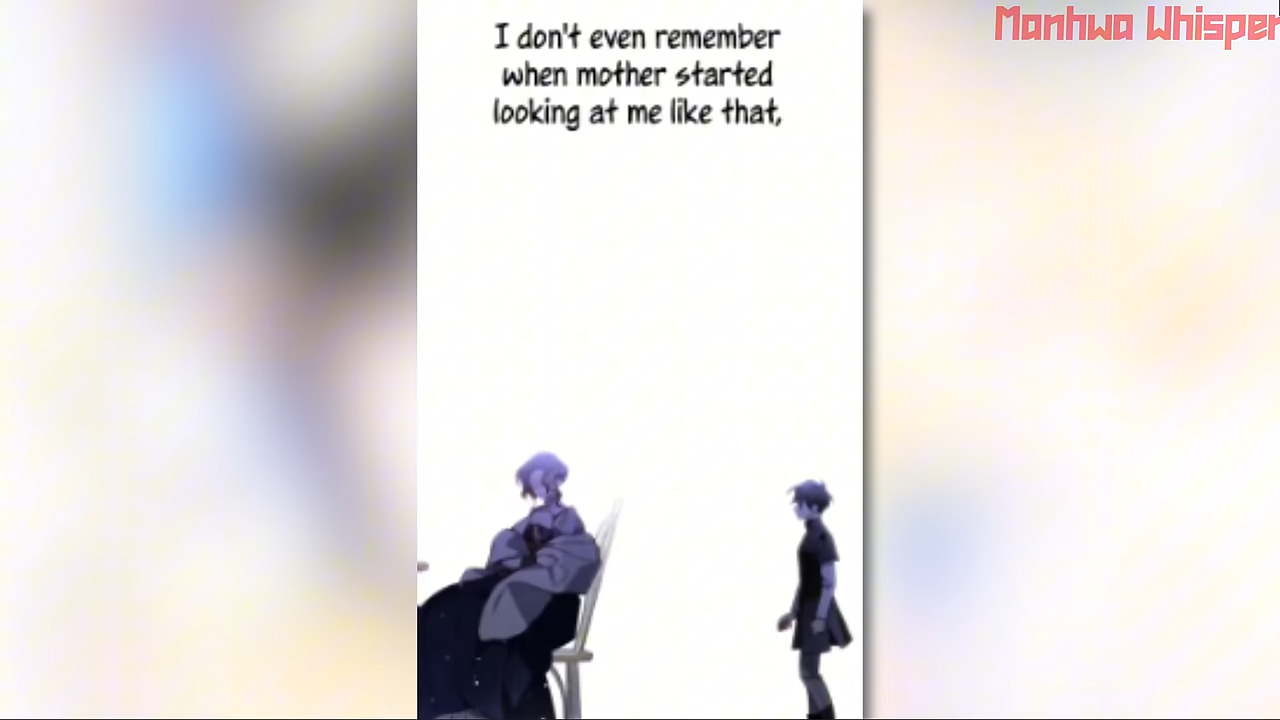 Manhwa Whisper
I don't even remember
when mother started
looking at me like that,